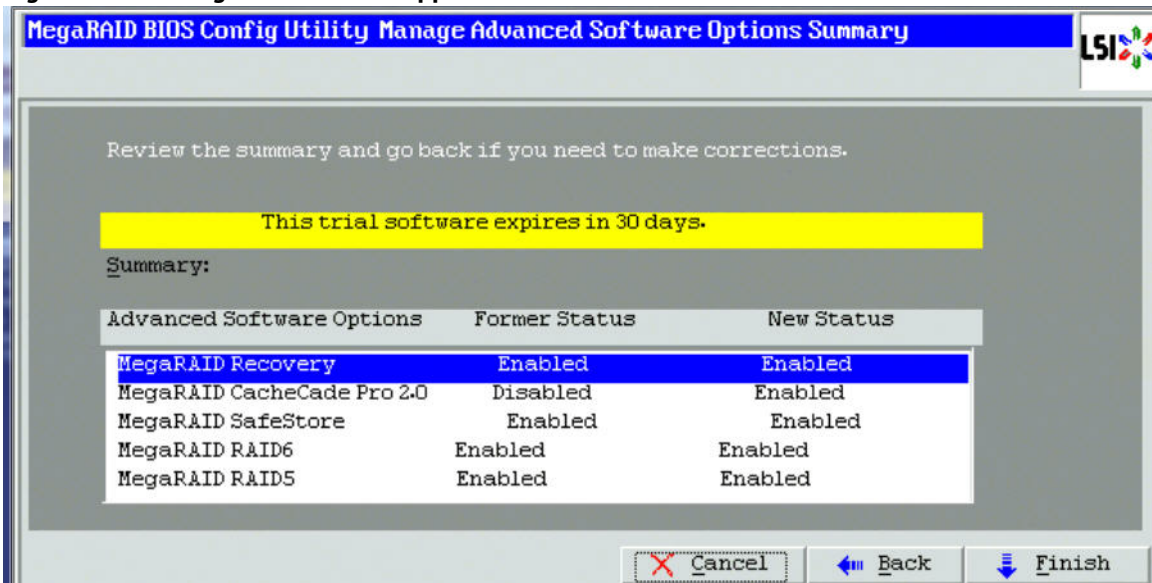 MegaRAID BIOS Config Utility Manage Advanced Software Options Summary
LSI
Review the summary and go back if you need to make corrections.
This trial software expires in 30 days.
Summary:
Advanced Software Options Former Status New Status
MegaRAID Recovery Enabled Enabled
MegaRAID CacheCade Pro 2.0 Disabled Enabled
MegaRAID SafeStore Enabled Enabled
MegaRAID RAID6 Enabled Enabled
MegaRAID RAID5 Enabled Enabled
Cancel Back Finish